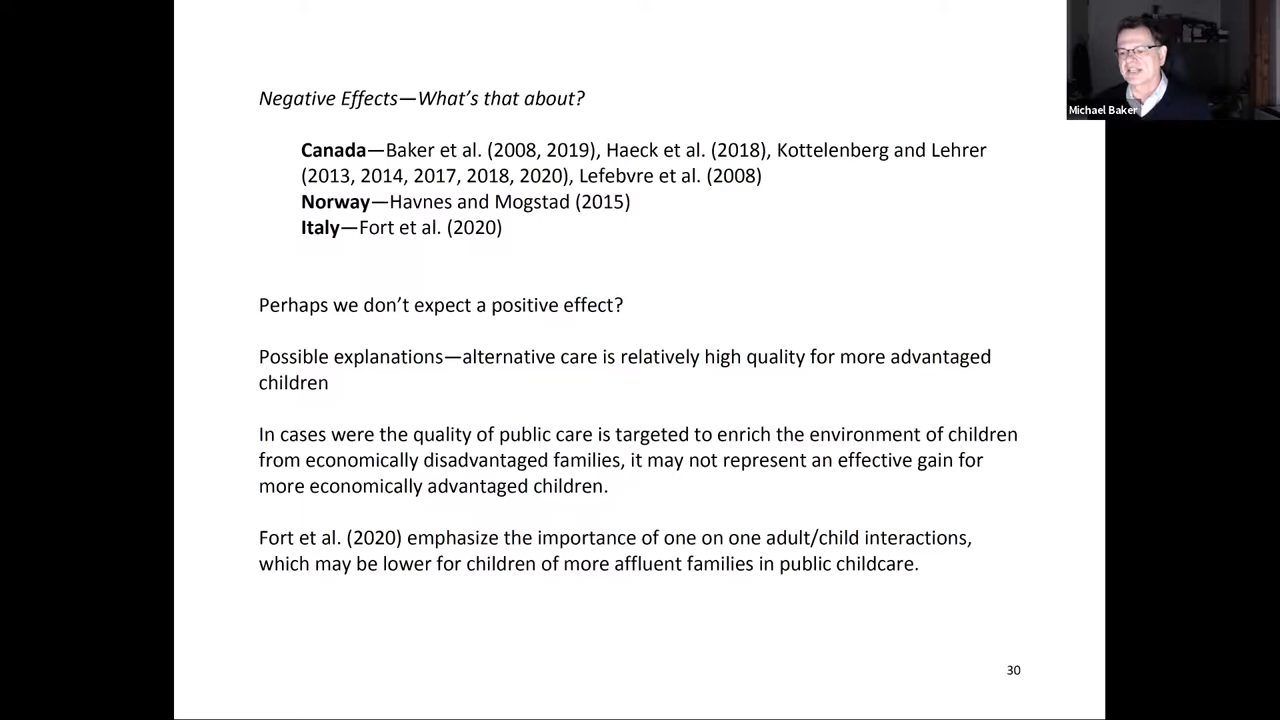 Negative Effects—What's that about?
Canada—Baker et al. (2008, 2019), Haeck et al. (2018), Kottelenberg and Lehrer
(2013, 2014, 2017, 2018, 2020), Lefebvre et al. (2008)
Norway—Havnes and Mogstad (2015)
Italy—Fort et al. (2020)
Perhaps we don't expect a positive effect?
Possible explanations—alternative care is relatively high quality for more advantaged
children
In cases were the quality of public care is targeted to enrich the environment of children
from economically disadvantaged families, it may not represent an effective gain for
more economically advantaged children.
Fort et al. (2020) emphasize the importance of one on one adult/child interactions,
which may be lower for children of more affluent families in public childcare.
30
Michael Baker